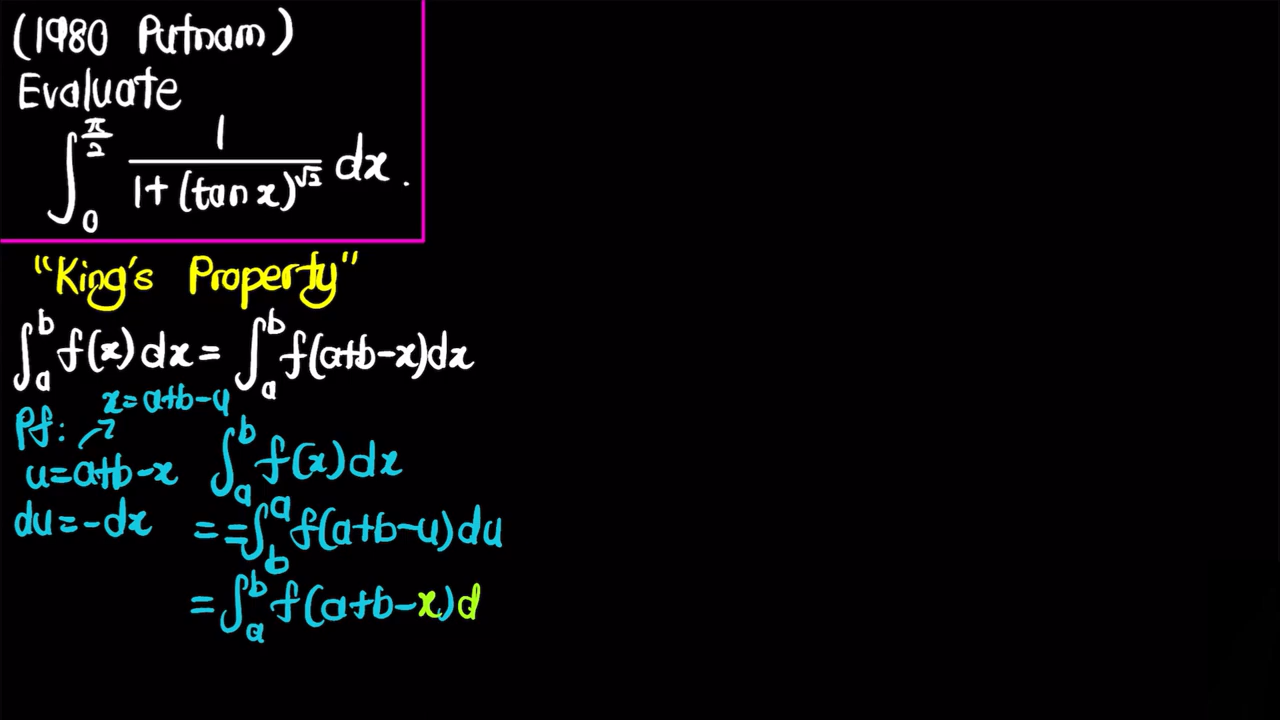 (1980 Putnam)
Evaluate
∫₀^{π/2} 1/(1+(tan x)^{√2}) dx.
"King's Property"
∫ₐᵇ f(x) dx = ∫ₐᵇ f(a+b-x)dx
x=a+b-u
Pf:
u=a+b-x
du=-dx
∫ₐᵇ f(x)dx
= -∫_b^a f(a+b-u)du
= ∫ₐᵇ f(a+b-x)d